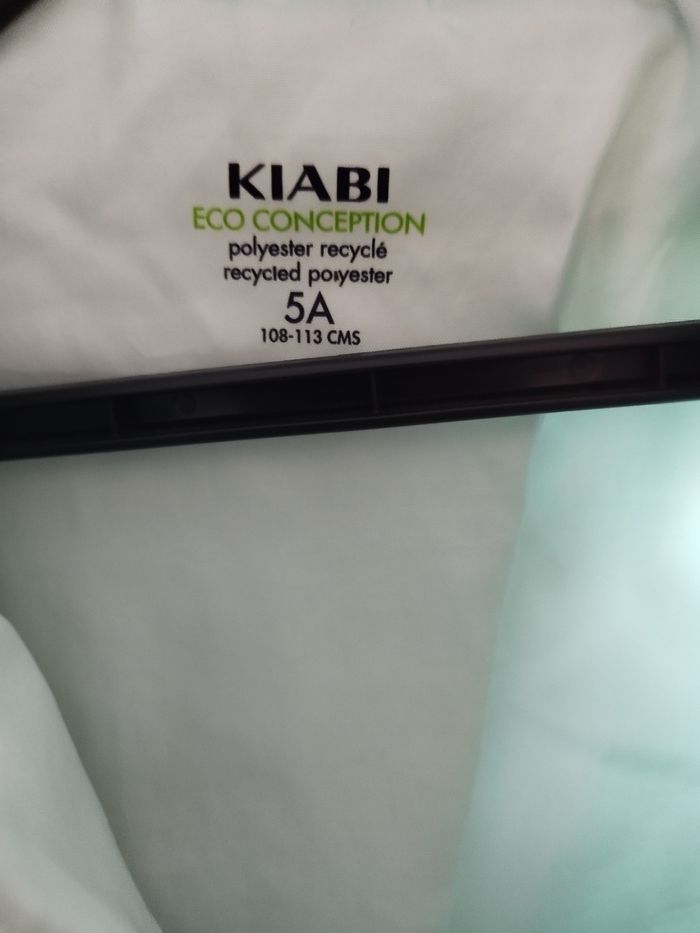 KIABI
ECO CONCEPTION
polyester recyclé
recycled polyester
5A
108-113 CMS